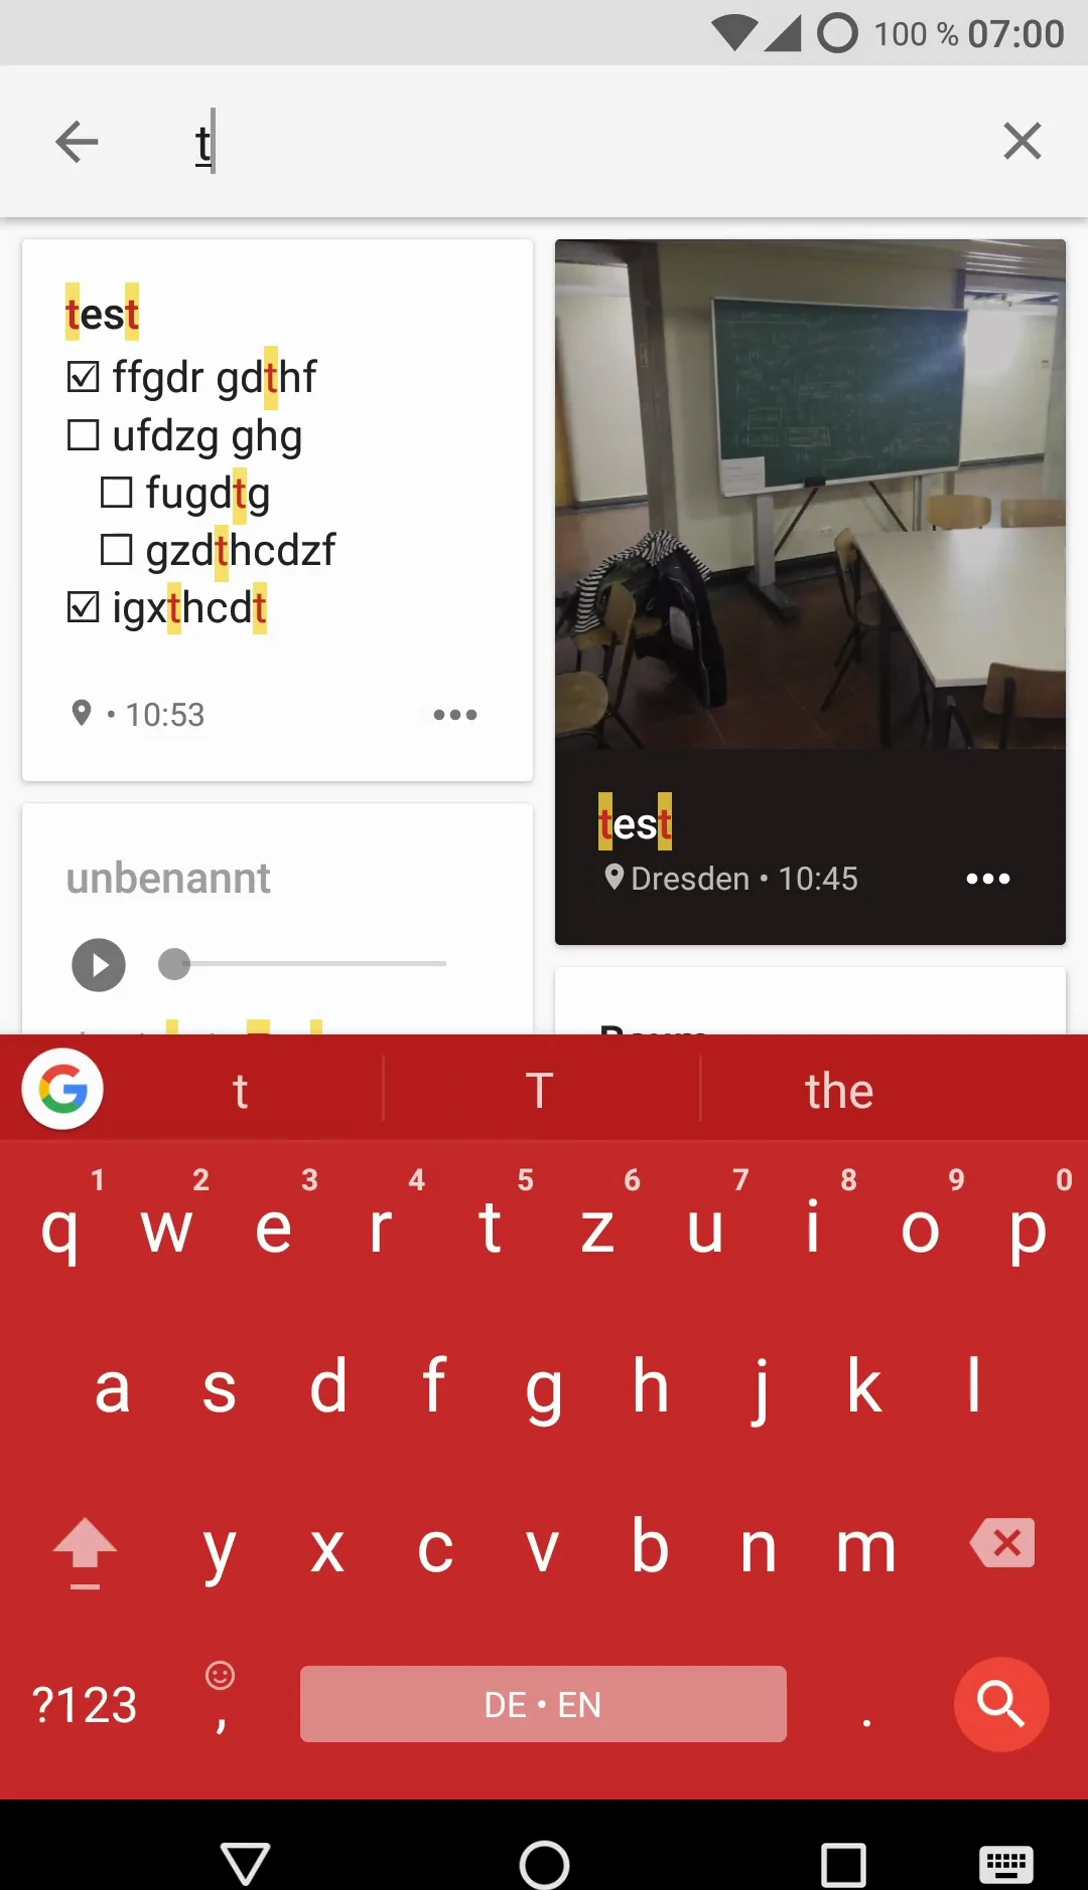 100 % 07:00
t
test
☑ ffgdr gdthf
☐ ufdzg ghg
☐ fugdtg
☐ gzdthcdzf
☑ igxthcdt
• 10:53
test
Dresden • 10:45
unbenannt
t T the
1 2 3 4 5 6 7 8 9 0
q w e r t z u i o p
a s d f g h j k l
y x c v b n m
?123 , DE • EN .